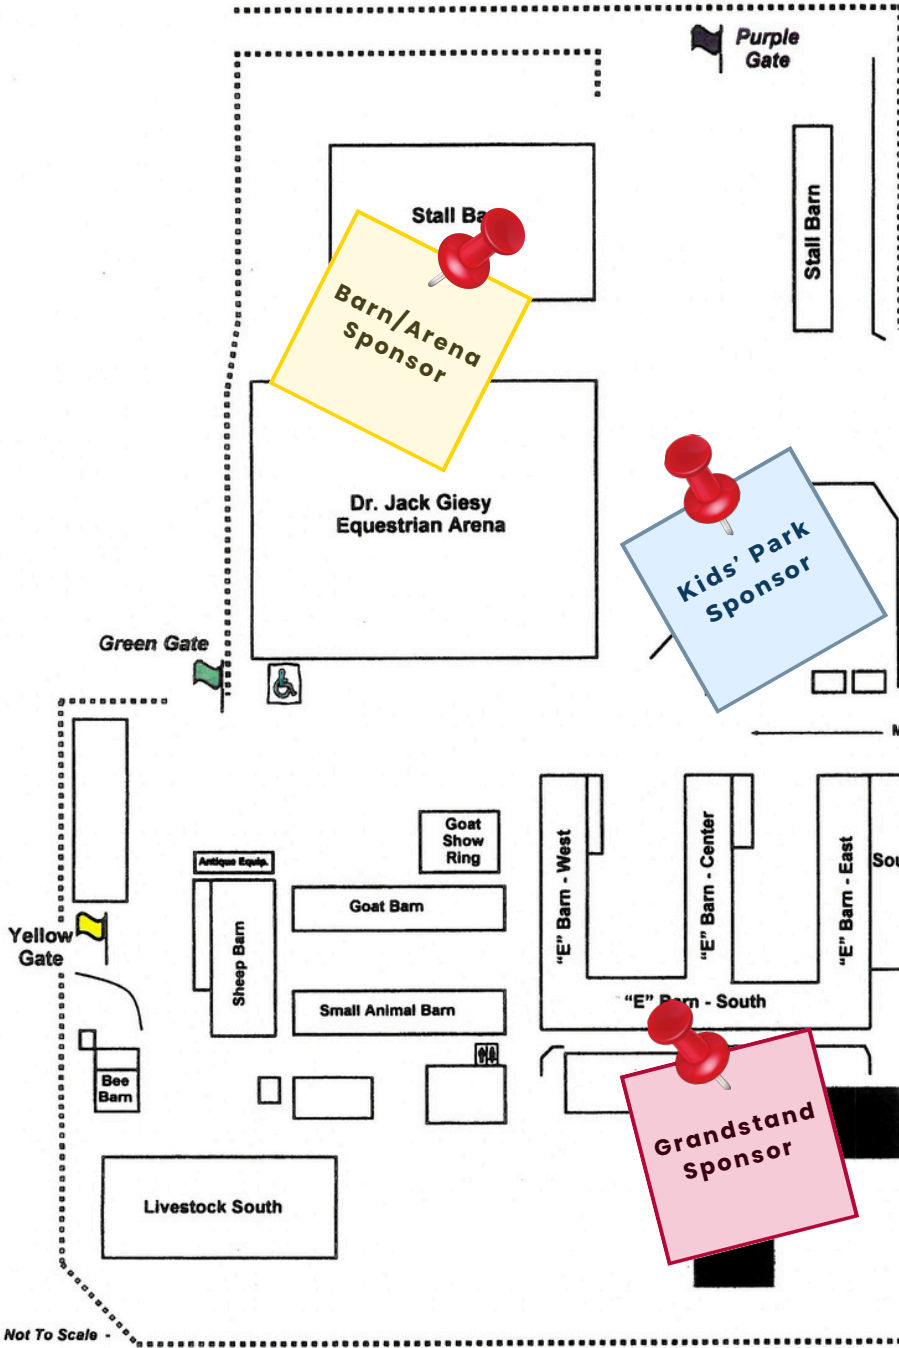 Purple
Gate
Stall Ba
Stall Barn
Barn/Arena
Sponsor
Dr. Jack Giesy
Equestrian Arena
Kids' Park
Sponsor
Green Gate
Goat
Show
Ring
Antique Equip.
Goat Barn
Sheep Barn
Small Animal Barn
"E" Barn - West
"E" Barn - Center
"E" Barn - East
Sou
"E" Barn - South
Yellow
Gate
Bee
Barn
Grandstand
Sponsor
Livestock South
Not To Scale -